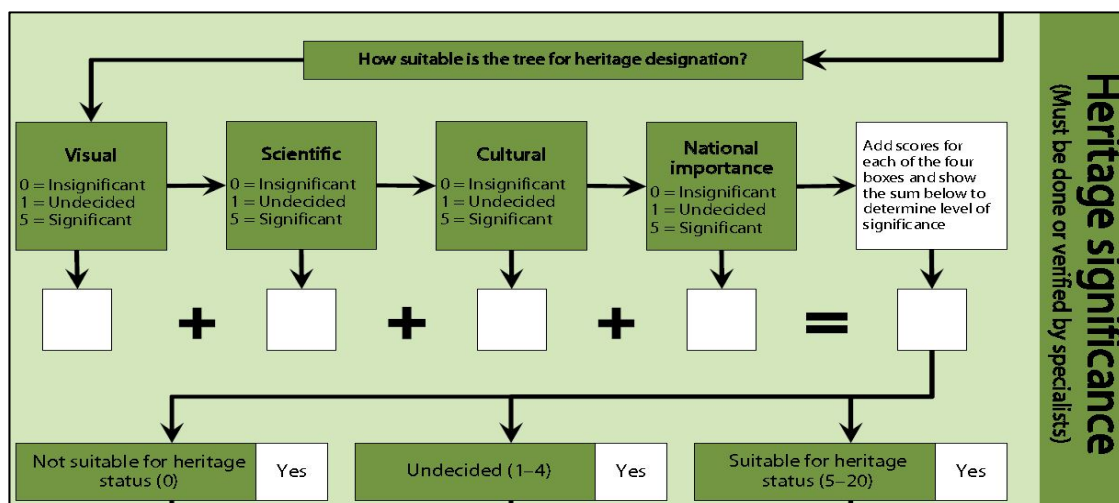 How suitable is the tree for heritage designation?
Visual
0 = Insignificant
1 = Undecided
5 = Significant
Scientific
0 = Insignificant
1 = Undecided
5 = Significant
Cultural
0 = Insignificant
1 = Undecided
5 = Significant
National
importance
0 = Insignificant
1 = Undecided
5 = Significant
Add scores for
each of the four
boxes and show
the sum below to
determine level of
significance
+
+
+
=
Not suitable for heritage
status (0)
Yes
Undecided (1–4)
Yes
Suitable for heritage
status (5–20)
Yes
Heritage significance
(Must be done or verified by specialists)